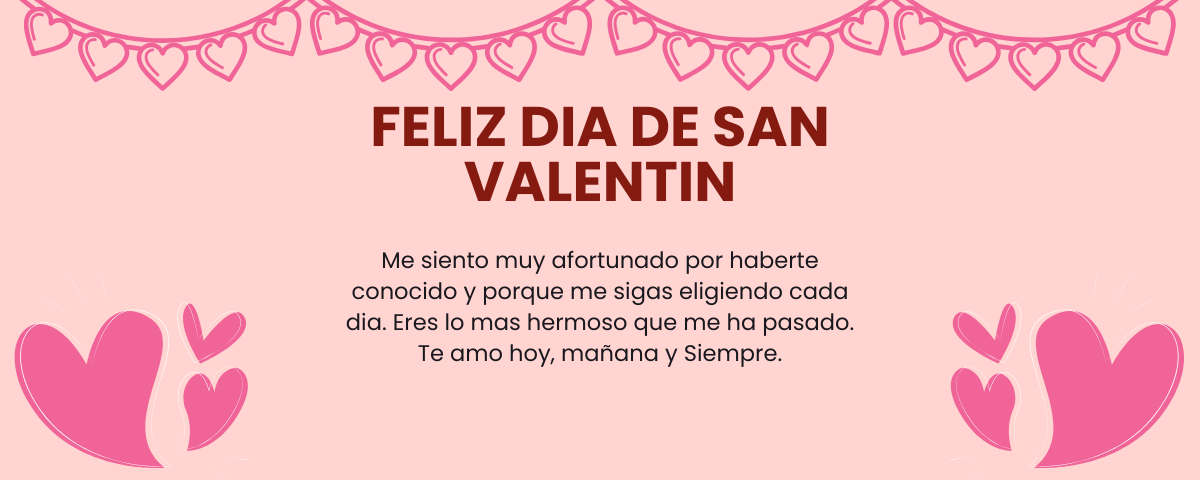 FELIZ DIA DE SAN
VALENTIN
Me siento muy afortunado por haberte
conocido y porque me sigas eligiendo cada
dia. Eres lo mas hermoso que me ha pasado.
Te amo hoy, mañana y Siempre.